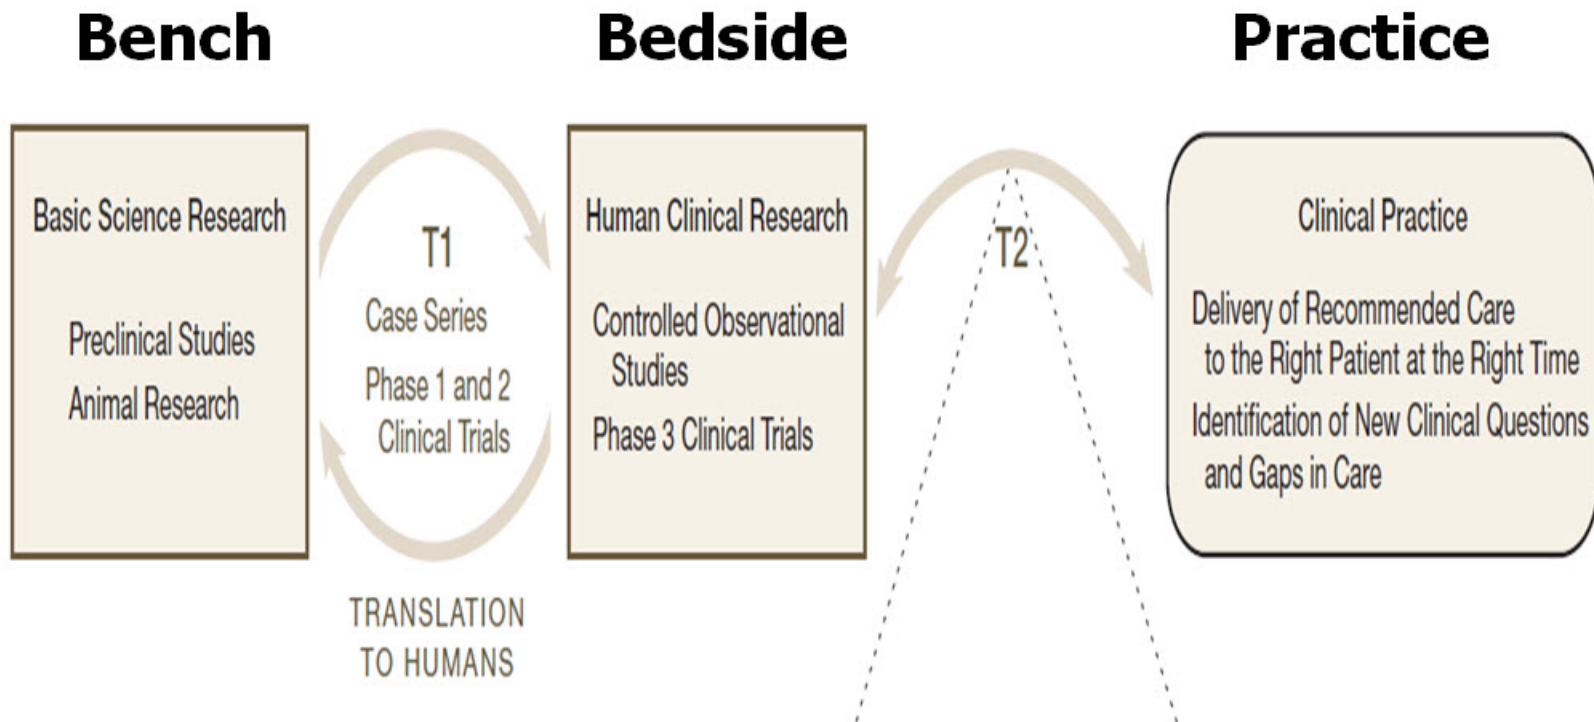 Bench
Bedside
Practice
Basic Science Research
Preclinical Studies
Animal Research
T1
Case Series
Phase 1 and 2
Clinical Trials
TRANSLATION
TO HUMANS
Human Clinical Research
Controlled Observational
Studies
Phase 3 Clinical Trials
T2
Clinical Practice
Delivery of Recommended Care
to the Right Patient at the Right Time
Identification of New Clinical Questions
and Gaps in Care